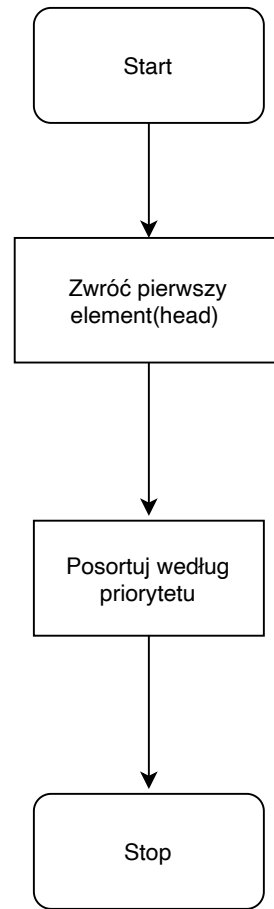 Start
Zwróć pierwszy
element(head)
Posortuj według
priorytetu
Stop